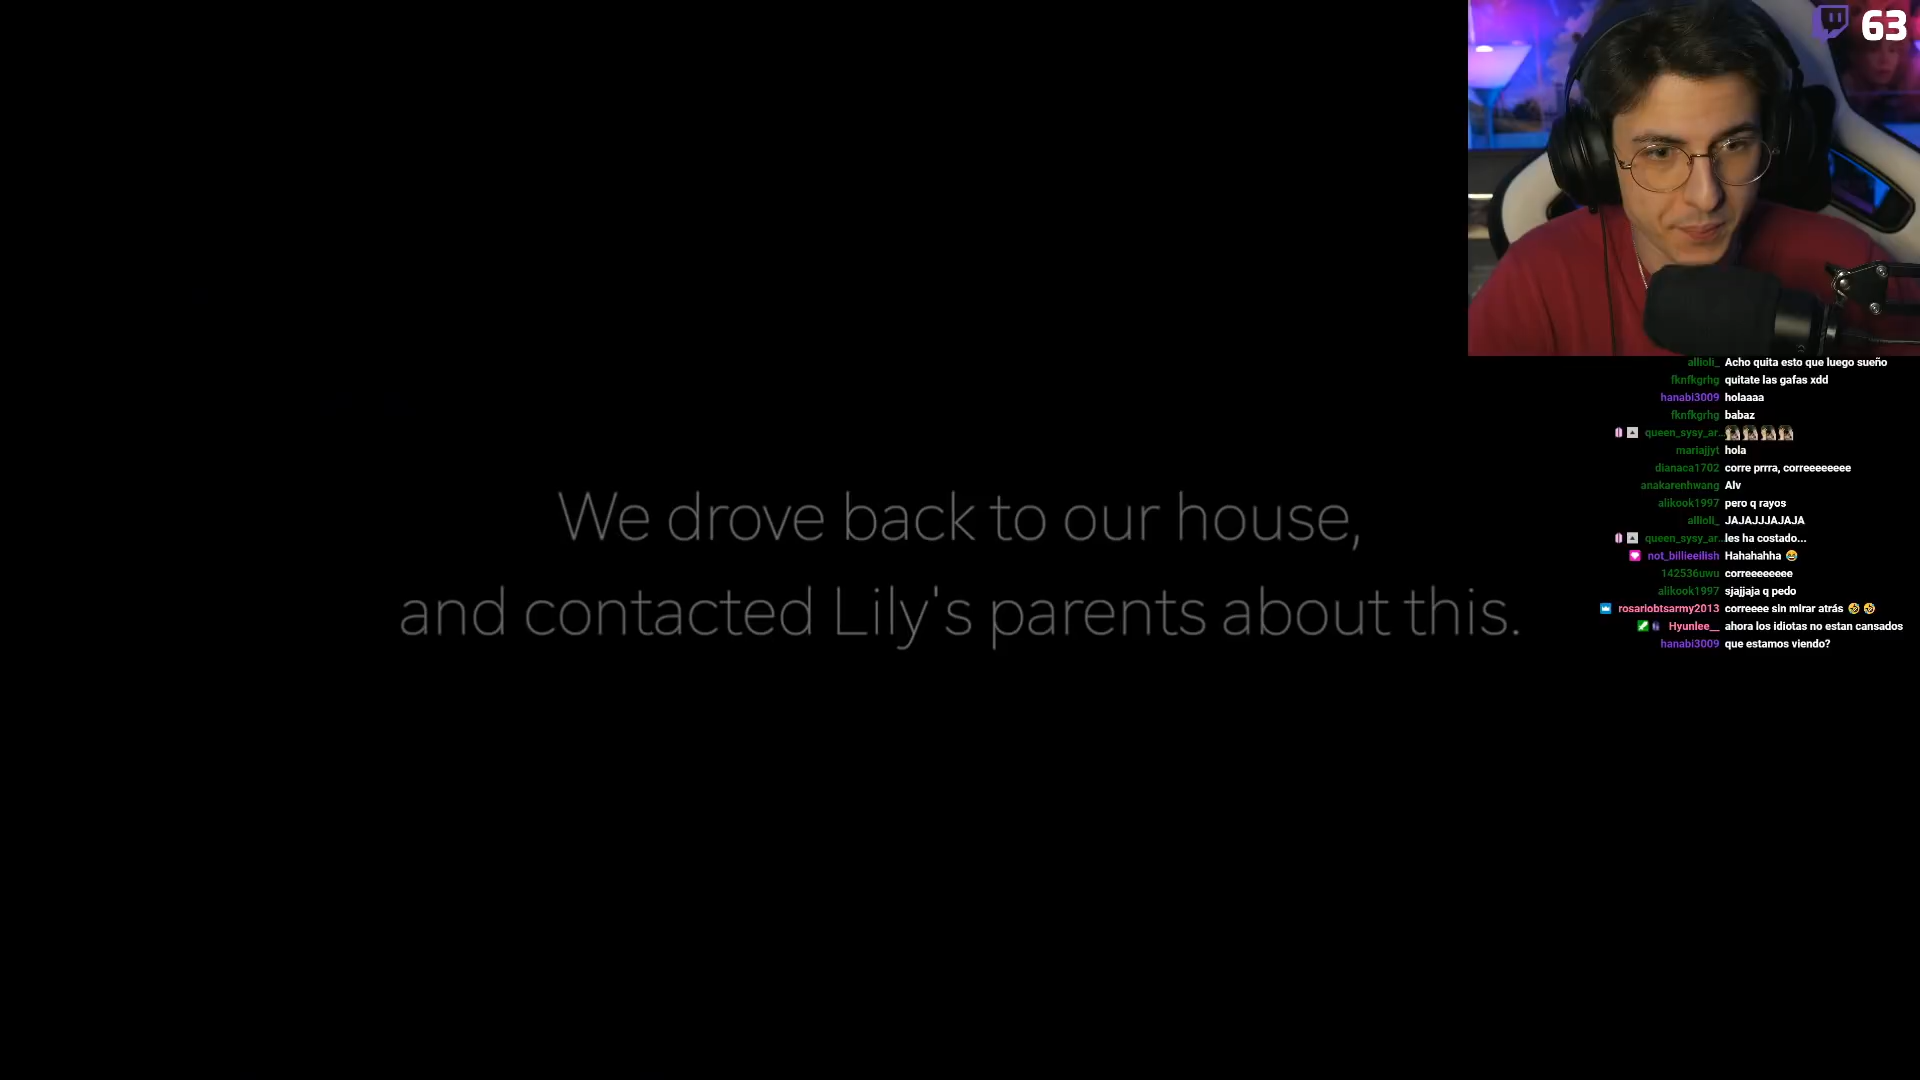 63
We drove back to our house,
and contacted Lily's parents about this.
allioli_ Acho quita esto que luego sueño
fknfkgrhg quitate las gafas xdd
hanabi3009 holaaaa
fknfkgrhg babaz
queen_sysy_ar...
mariajjyt hola
dianaca1702 corre prrra, correeeeeeee
anakarenhwang Alv
alikook1997 pero q rayos
allioli_ JAJAJJJAJAJA
queen_sysy_ar... les ha costado...
not_billieeilish Hahahahha 😂
142536uwu correeeeeeee
alikook1997 sjajjaja q pedo
rosariobtsarmy2013 correeee sin mirar atrás 🤣 🤣
Hyunlee__ ahora los idiotas no estan cansados
hanabi3009 que estamos viendo?